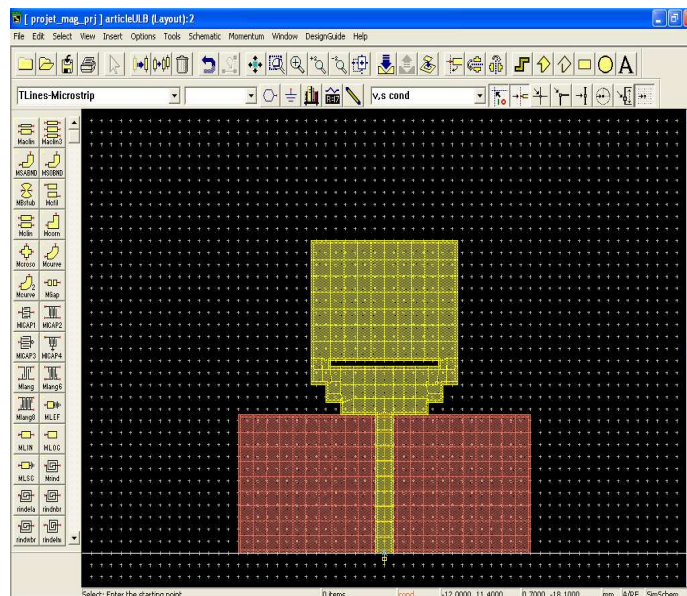 [ projet_mag_prj ] articleULB (Layout):2
File Edit Select View Insert Options Tools Schematic Momentum Window DesignGuide Help
TLines-Microstrip v,s cond
Maclin Maclin3
MSABND MSOBND
MBstub Mcfil
Mclin Mcorn
Mcroso Mcurve
Mcurve MGap
MICAP1 MICAP2
MICAP3 MICAP4
Mlang Mlang6
Mlang8 MLEF
MLIN MLOC
MLSC Mrind
rindela rindnbr
rindwbr rindelm
Select: Enter the starting point 0 items cond -12.0000, 11.4000 0.7000, -18.1000 mm A/RF SimSchem